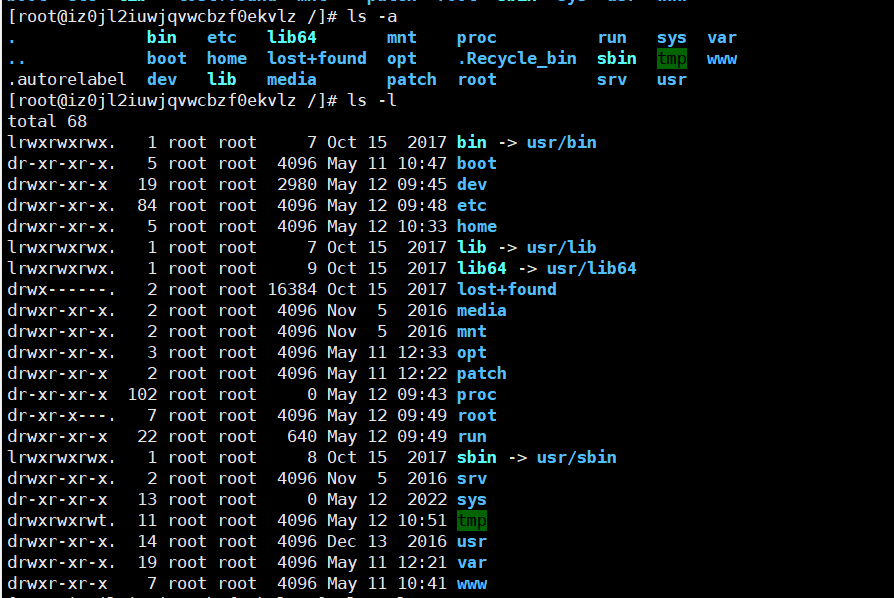 [root@iz0jl2iuwjqvwcbzf0ekvlz /]# ls -a
.            bin   etc   lib64       mnt    proc          run   sys  var
..           boot  home  lost+found  opt    .Recycle_bin  sbin  tmp  www
.autorelabel dev   lib   media       patch  root          srv   usr
[root@iz0jl2iuwjqvwcbzf0ekvlz /]# ls -l
total 68
lrwxrwxrwx.   1 root root     7 Oct 15  2017 bin -> usr/bin
dr-xr-xr-x.   5 root root  4096 May 11 10:47 boot
drwxr-xr-x   19 root root  2980 May 12 09:45 dev
drwxr-xr-x.  84 root root  4096 May 12 09:48 etc
drwxr-xr-x.   5 root root  4096 May 12 10:33 home
lrwxrwxrwx.   1 root root     7 Oct 15  2017 lib -> usr/lib
lrwxrwxrwx.   1 root root     9 Oct 15  2017 lib64 -> usr/lib64
drwx------.   2 root root 16384 Oct 15  2017 lost+found
drwxr-xr-x.   2 root root  4096 Nov  5  2016 media
drwxr-xr-x.   2 root root  4096 Nov  5  2016 mnt
drwxr-xr-x.   3 root root  4096 May 11 12:33 opt
drwxr-xr-x    2 root root  4096 May 11 12:22 patch
dr-xr-xr-x  102 root root     0 May 12 09:43 proc
dr-xr-x---.   7 root root  4096 May 12 09:49 root
drwxr-xr-x   22 root root   640 May 12 09:49 run
lrwxrwxrwx.   1 root root     8 Oct 15  2017 sbin -> usr/sbin
drwxr-xr-x.   2 root root  4096 Nov  5  2016 srv
dr-xr-xr-x   13 root root     0 May 12  2022 sys
drwxrwxrwt.  11 root root  4096 May 12 10:51 tmp
drwxr-xr-x.  14 root root  4096 Dec 13  2016 usr
drwxr-xr-x.  19 root root  4096 May 11 12:21 var
drwxr-xr-x    7 root root  4096 May 11 10:41 www